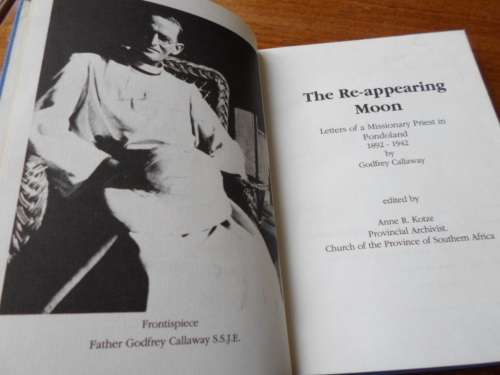 Frontispiece
Father Godfrey Callaway S.S.J.E.
The Re-appearing
Moon
Letters of a Missionary Priest in
Pondoland
1892 - 1942
by
Godfrey Callaway
edited by
Anne R. Kotze
Provincial Archivist.
Church of the Province of Southern Africa